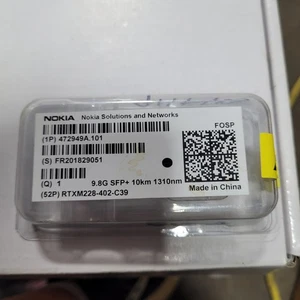 NOKIA Nokia Solutions and Networks
(1P) 472949A.101
FOSP
(S) FR201829051
(Q) 1
9.8G SFP+ 10km 1310nm
(52P) RTXM228-402-C39
Made in China